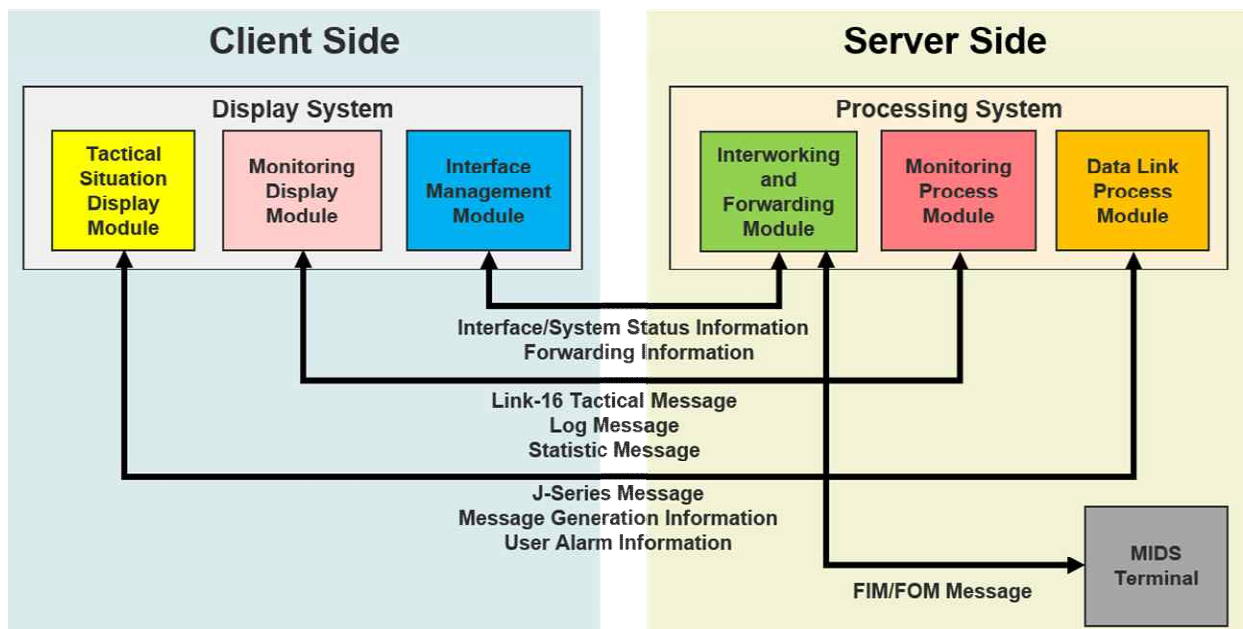 Client Side
Server Side
Display System
Processing System
Tactical
Situation
Display
Module
Monitoring
Display
Module
Interface
Management
Module
Interworking
and
Forwarding
Module
Monitoring
Process
Module
Data Link
Process
Module
Interface/System Status Information
Forwarding Information
Link-16 Tactical Message
Log Message
Statistic Message
J-Series Message
Message Generation Information
User Alarm Information
MIDS
Terminal
FIM/FOM Message